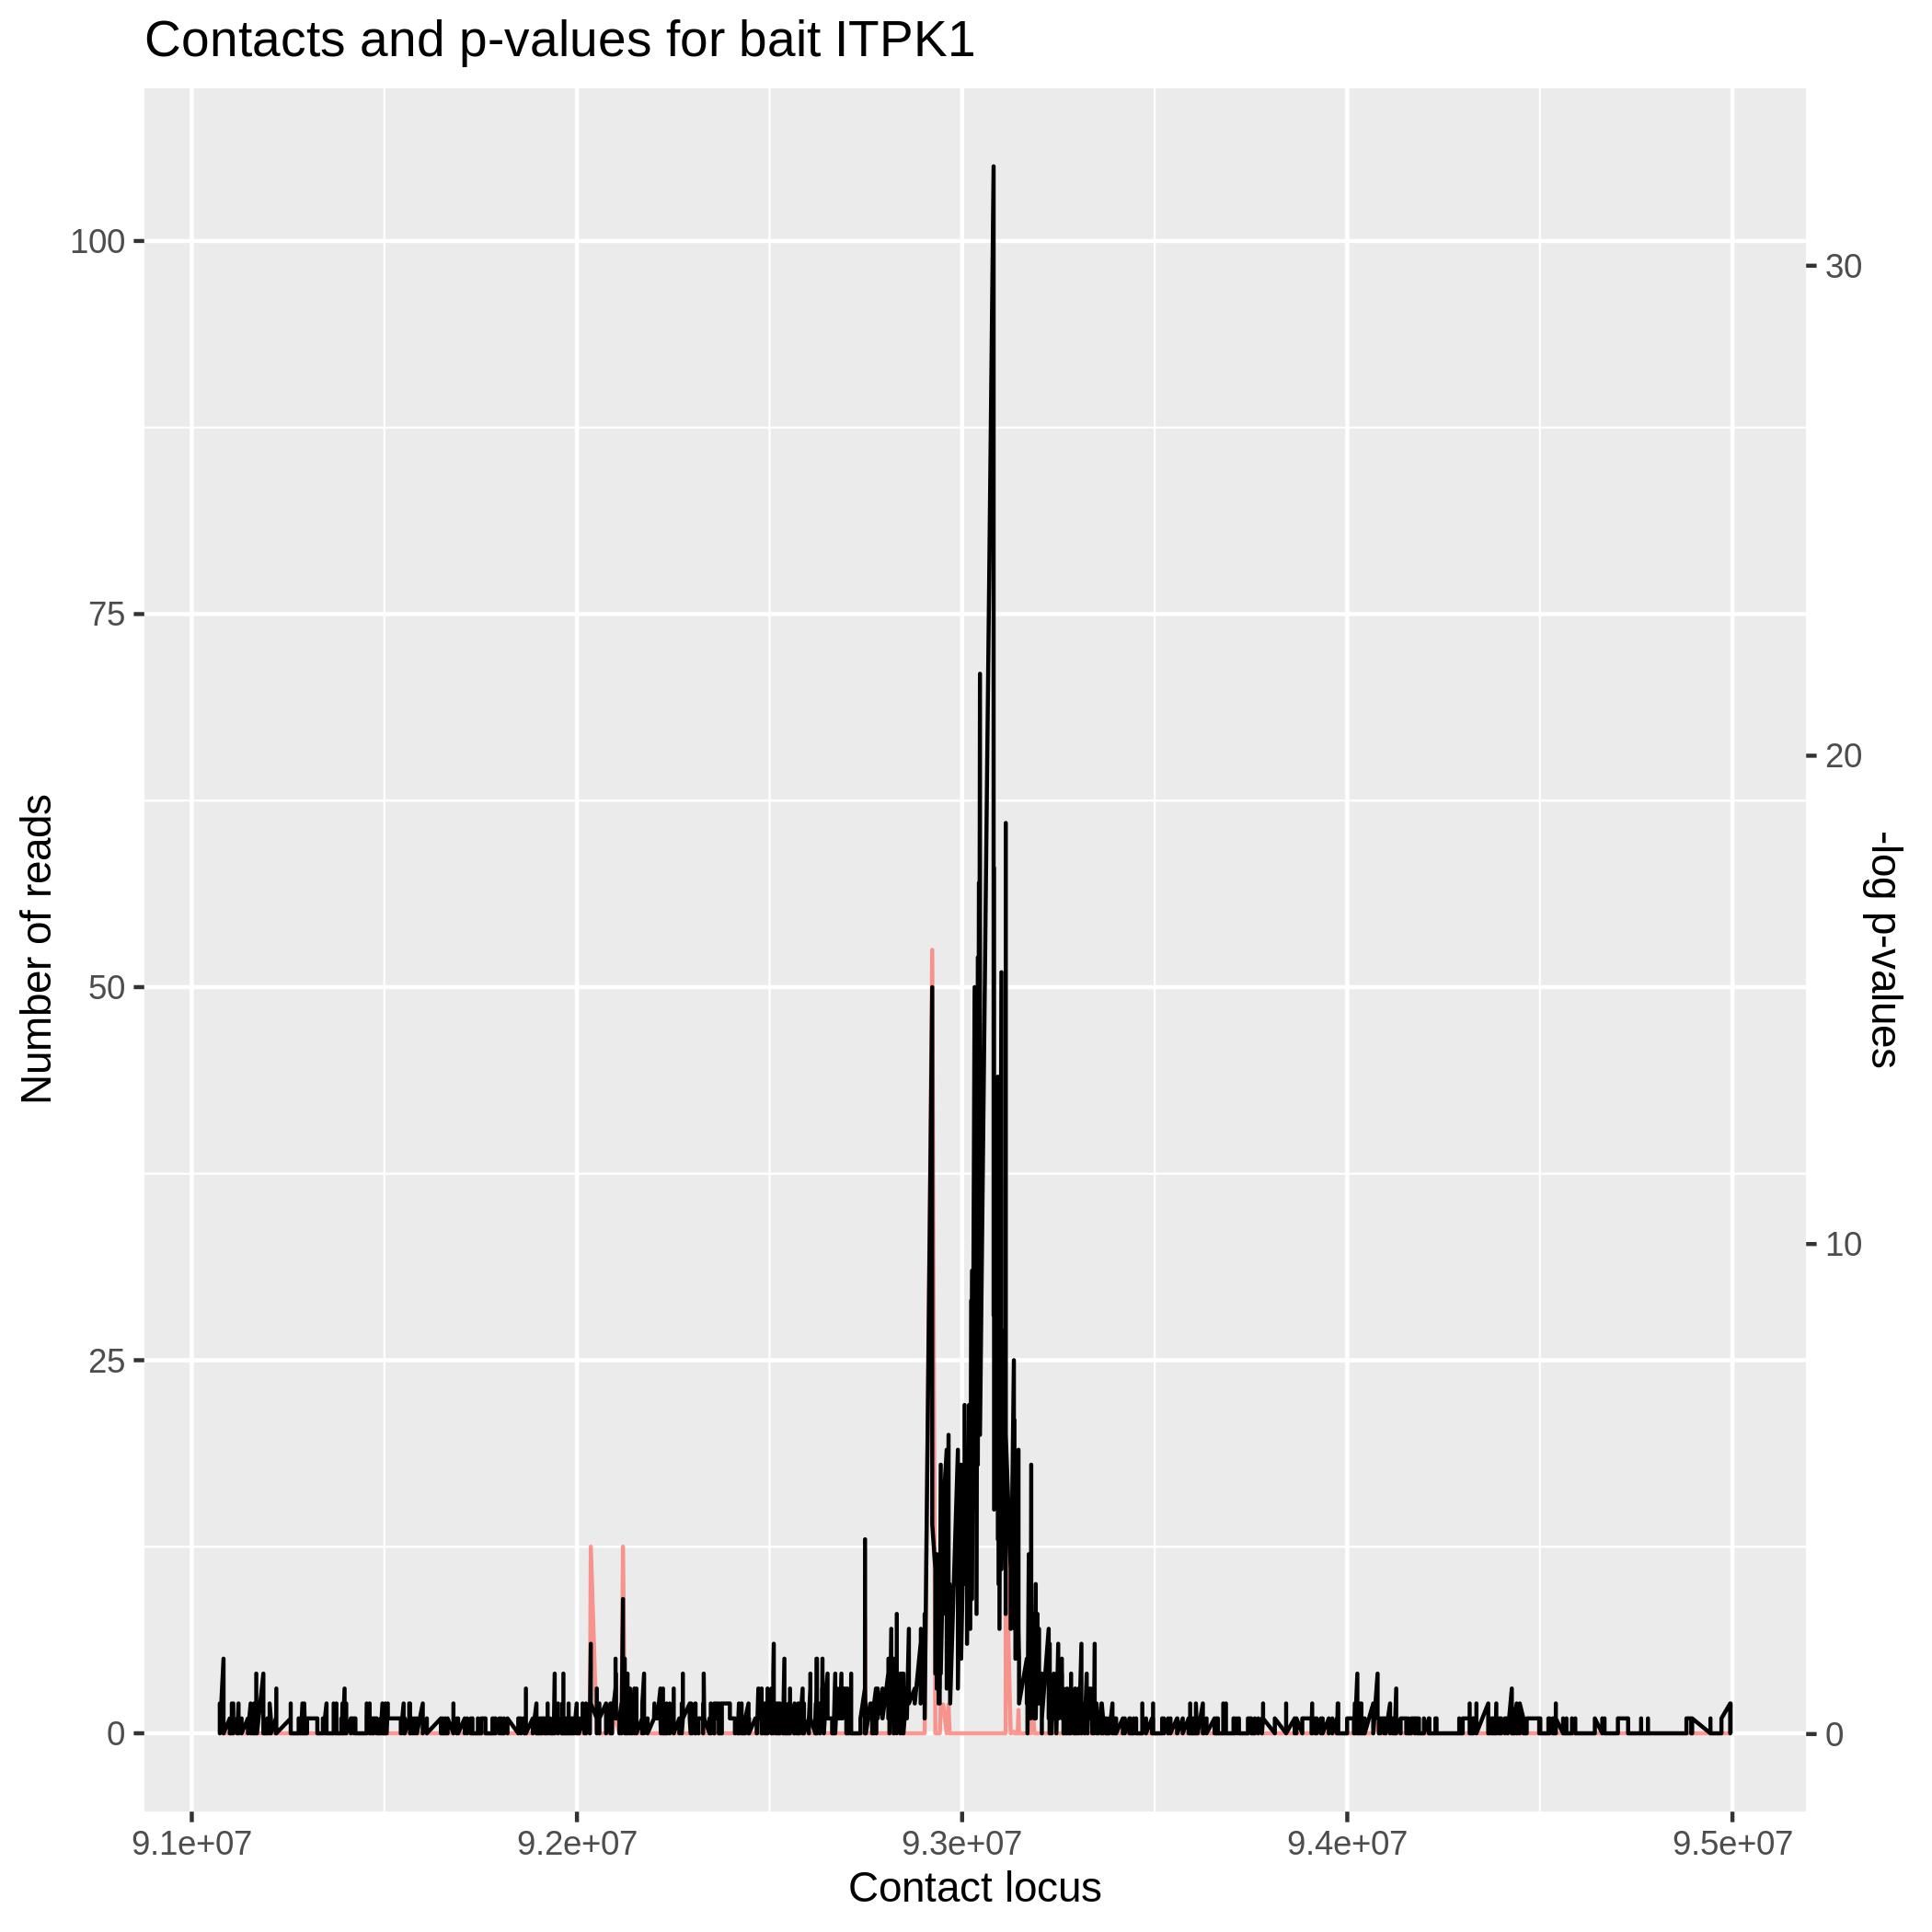 Contacts and p-values for bait ITPK1
100
75
50
25
0
Number of reads
30
20
10
0
-log p-values
9.1e+07 9.2e+07 9.3e+07 9.4e+07 9.5e+07
Contact locus